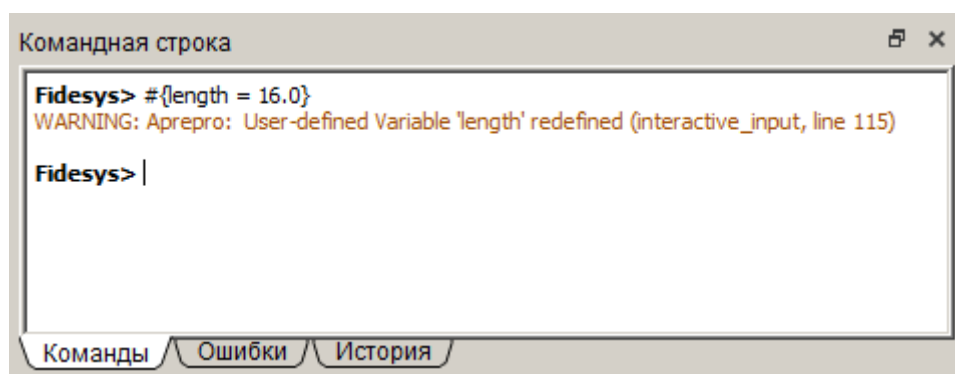 Командная строка
Fidesys> #{length = 16.0}
WARNING: Aprepro: User-defined Variable 'length' redefined (interactive_input, line 115)
Fidesys>
Команды Ошибки История